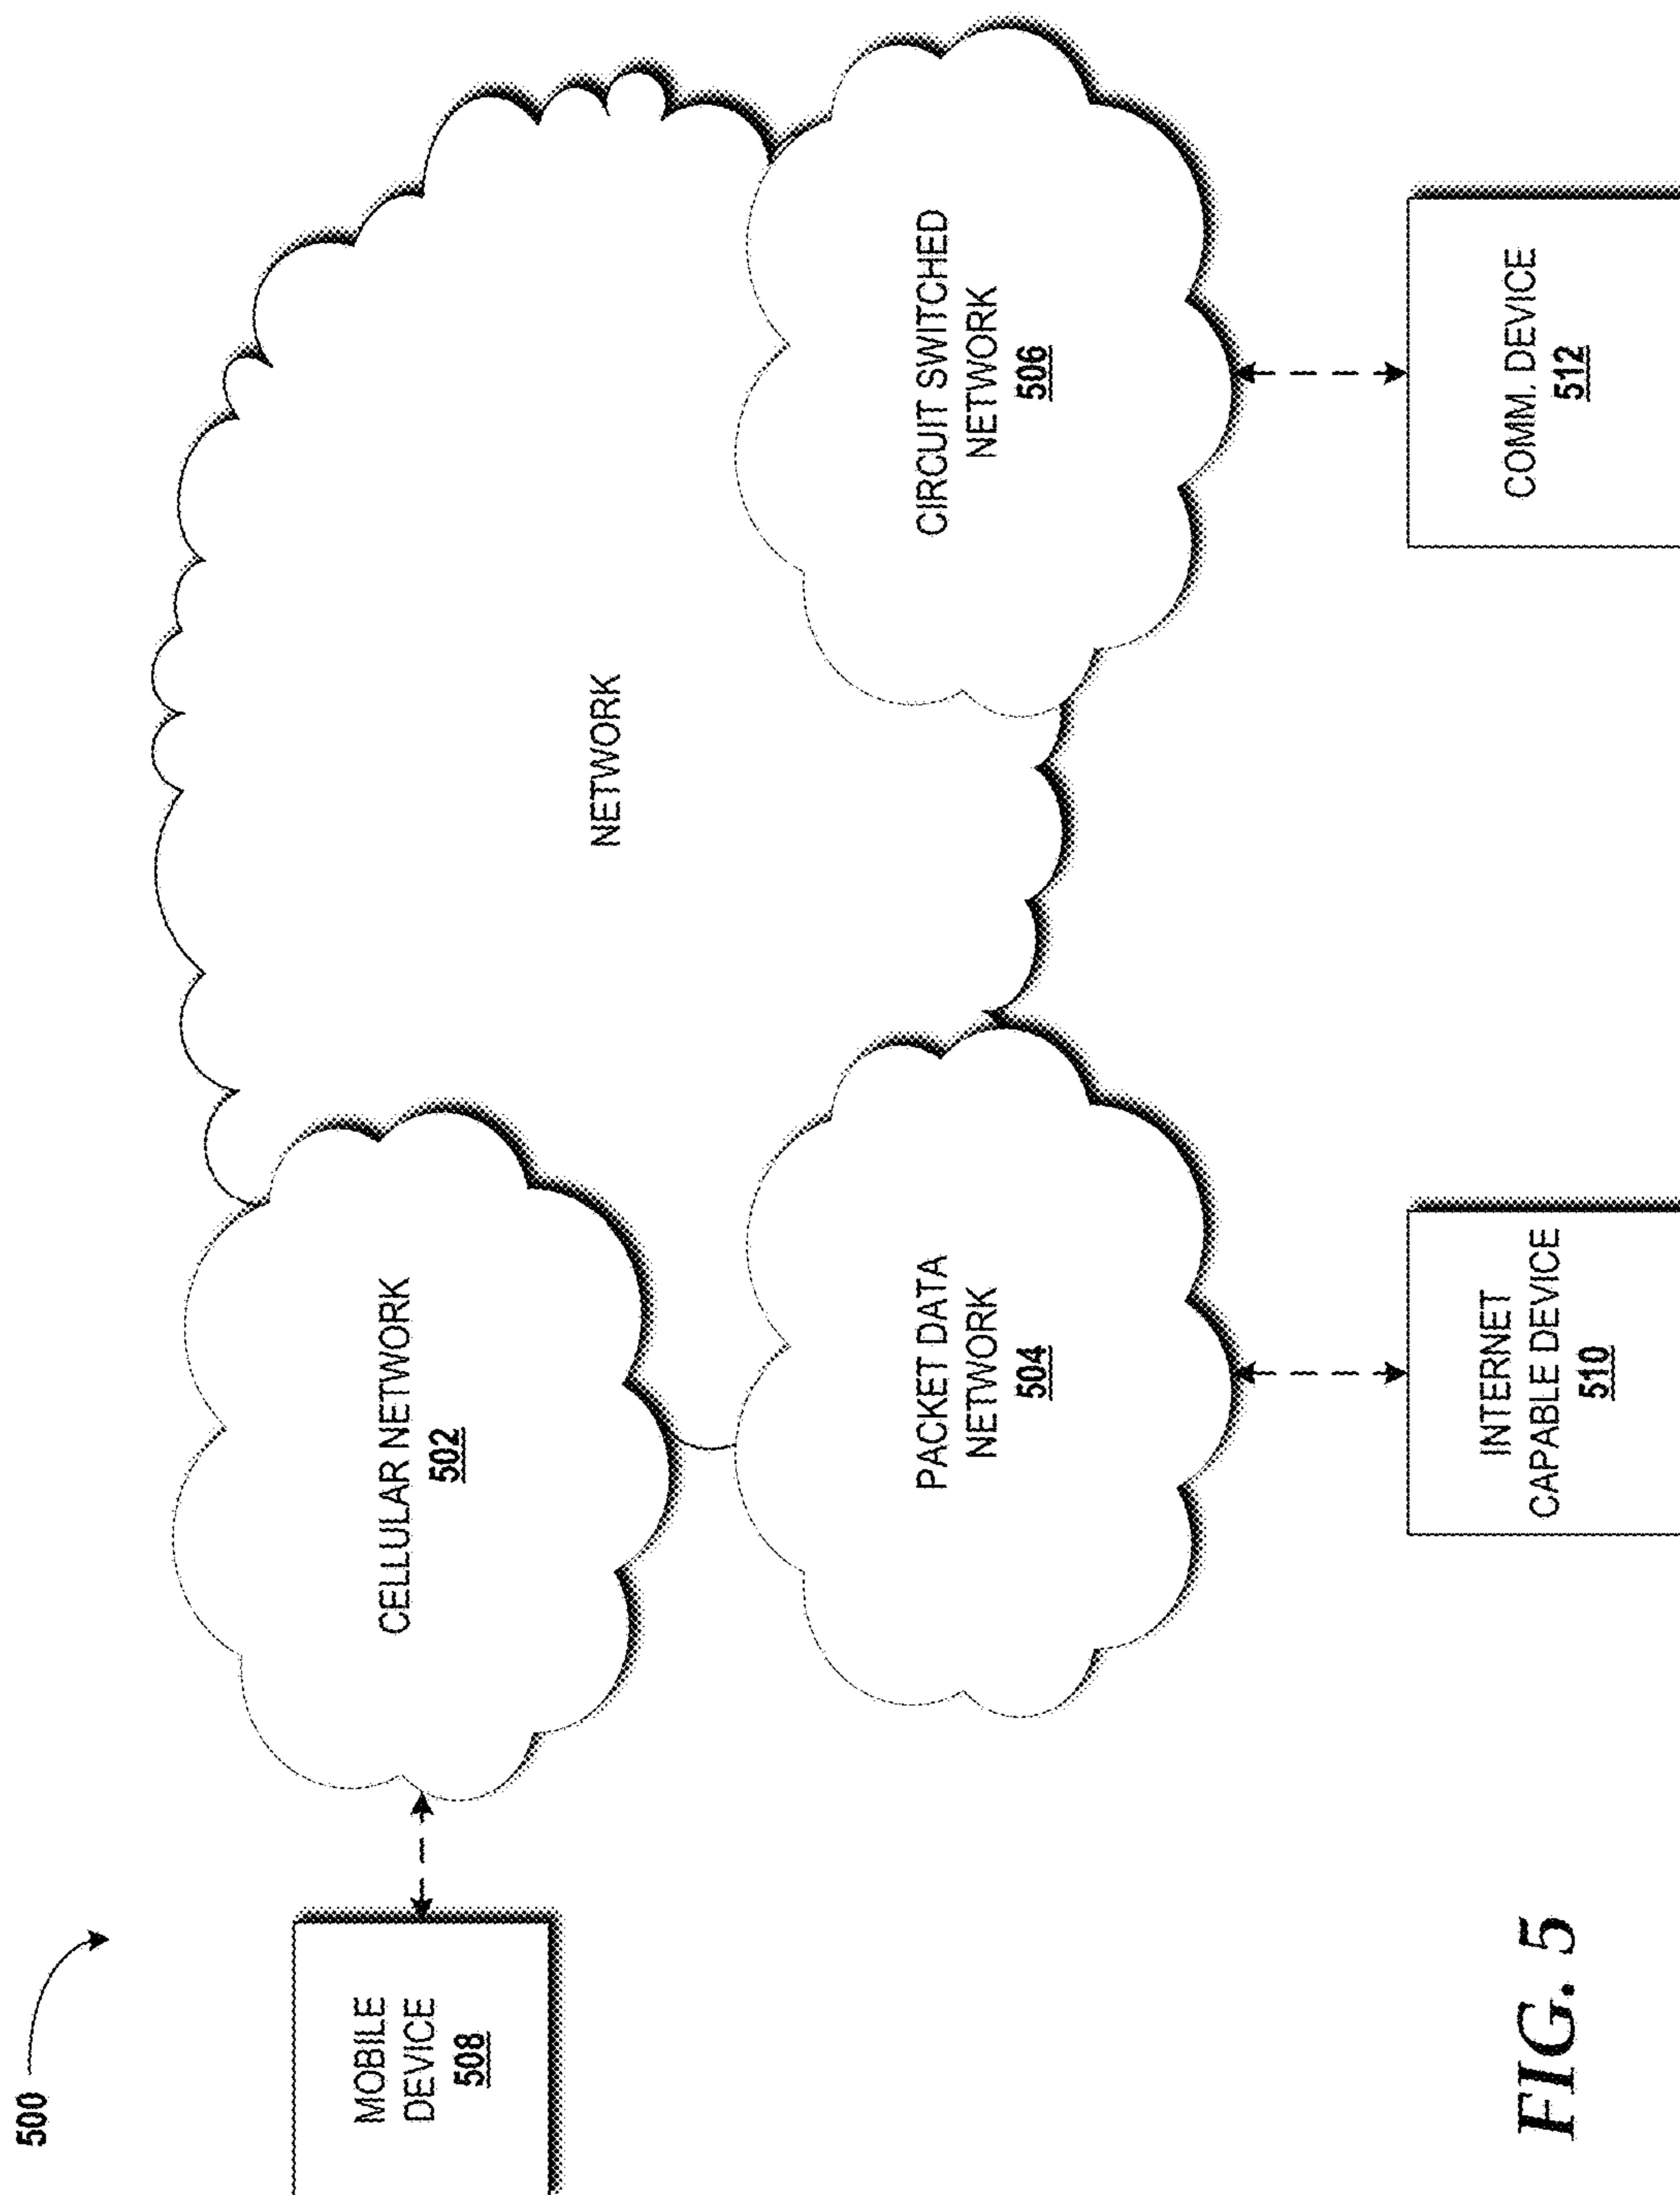 500
MOBILE
DEVICE
508
CELLULAR NETWORK
502
NETWORK
PACKET DATA
NETWORK
504
CIRCUIT SWITCHED
NETWORK
506
INTERNET
CAPABLE DEVICE
510
COMM. DEVICE
512
FIG. 5